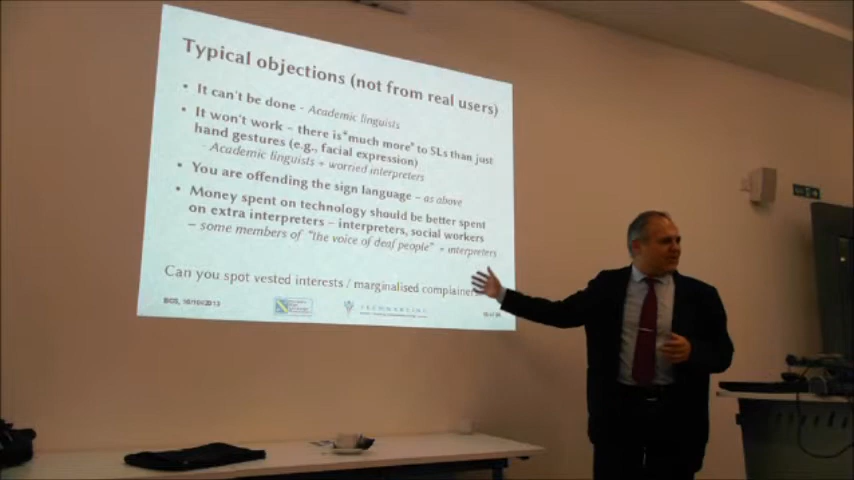 Typical objections (not from real users)
• It can't be done - Academic linguists
• It won't work – there is "much more" to SLs than just
hand gestures (e.g., facial expression)
- Academic linguists + worried interpreters
• You are offending the sign language – as above
• Money spent on technology should be better spent
on extra interpreters – interpreters, social workers
– some members of "the voice of deaf people" + interpreters
Can you spot vested interests / marginalised complainers
BCS, 16/10/2013